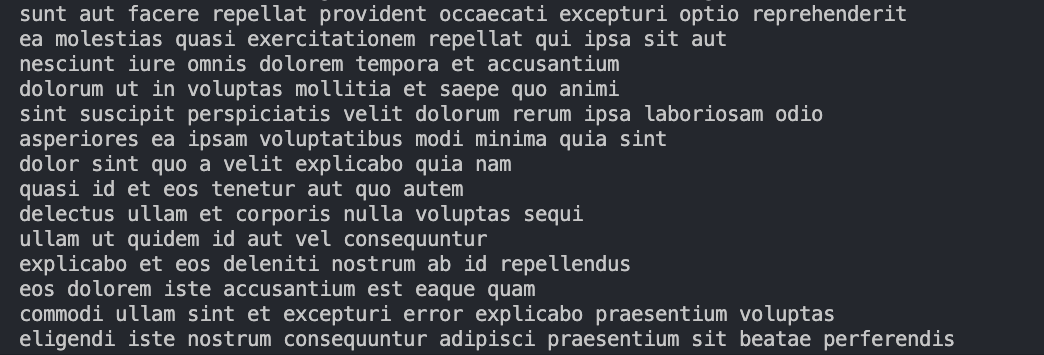 sunt aut facere repellat provident occaecati excepturi optio reprehenderit
ea molestias quasi exercitationem repellat qui ipsa sit aut
nesciunt iure omnis dolorem tempora et accusantium
dolorum ut in voluptas mollitia et saepe quo animi
sint suscipit perspiciatis velit dolorum rerum ipsa laboriosam odio
asperiores ea ipsam voluptatibus modi minima quia sint
dolor sint quo a velit explicabo quia nam
quasi id et eos tenetur aut quo autem
delectus ullam et corporis nulla voluptas sequi
ullam ut quidem id aut vel consequuntur
explicabo et eos deleniti nostrum ab id repellendus
eos dolorem iste accusantium est eaque quam
commodi ullam sint et excepturi error explicabo praesentium voluptas
eligendi iste nostrum consequuntur adipisci praesentium sit beatae perferendis